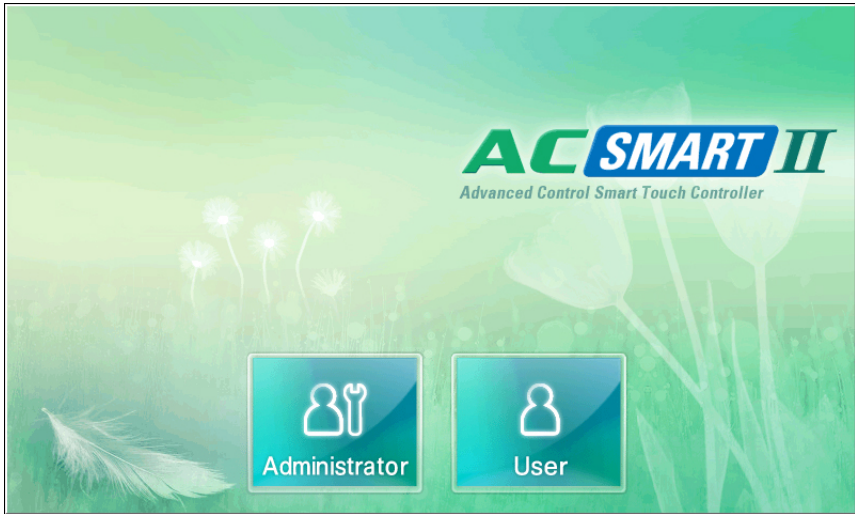 AC SMART II
Advanced Control Smart Touch Controller
Administrator
User